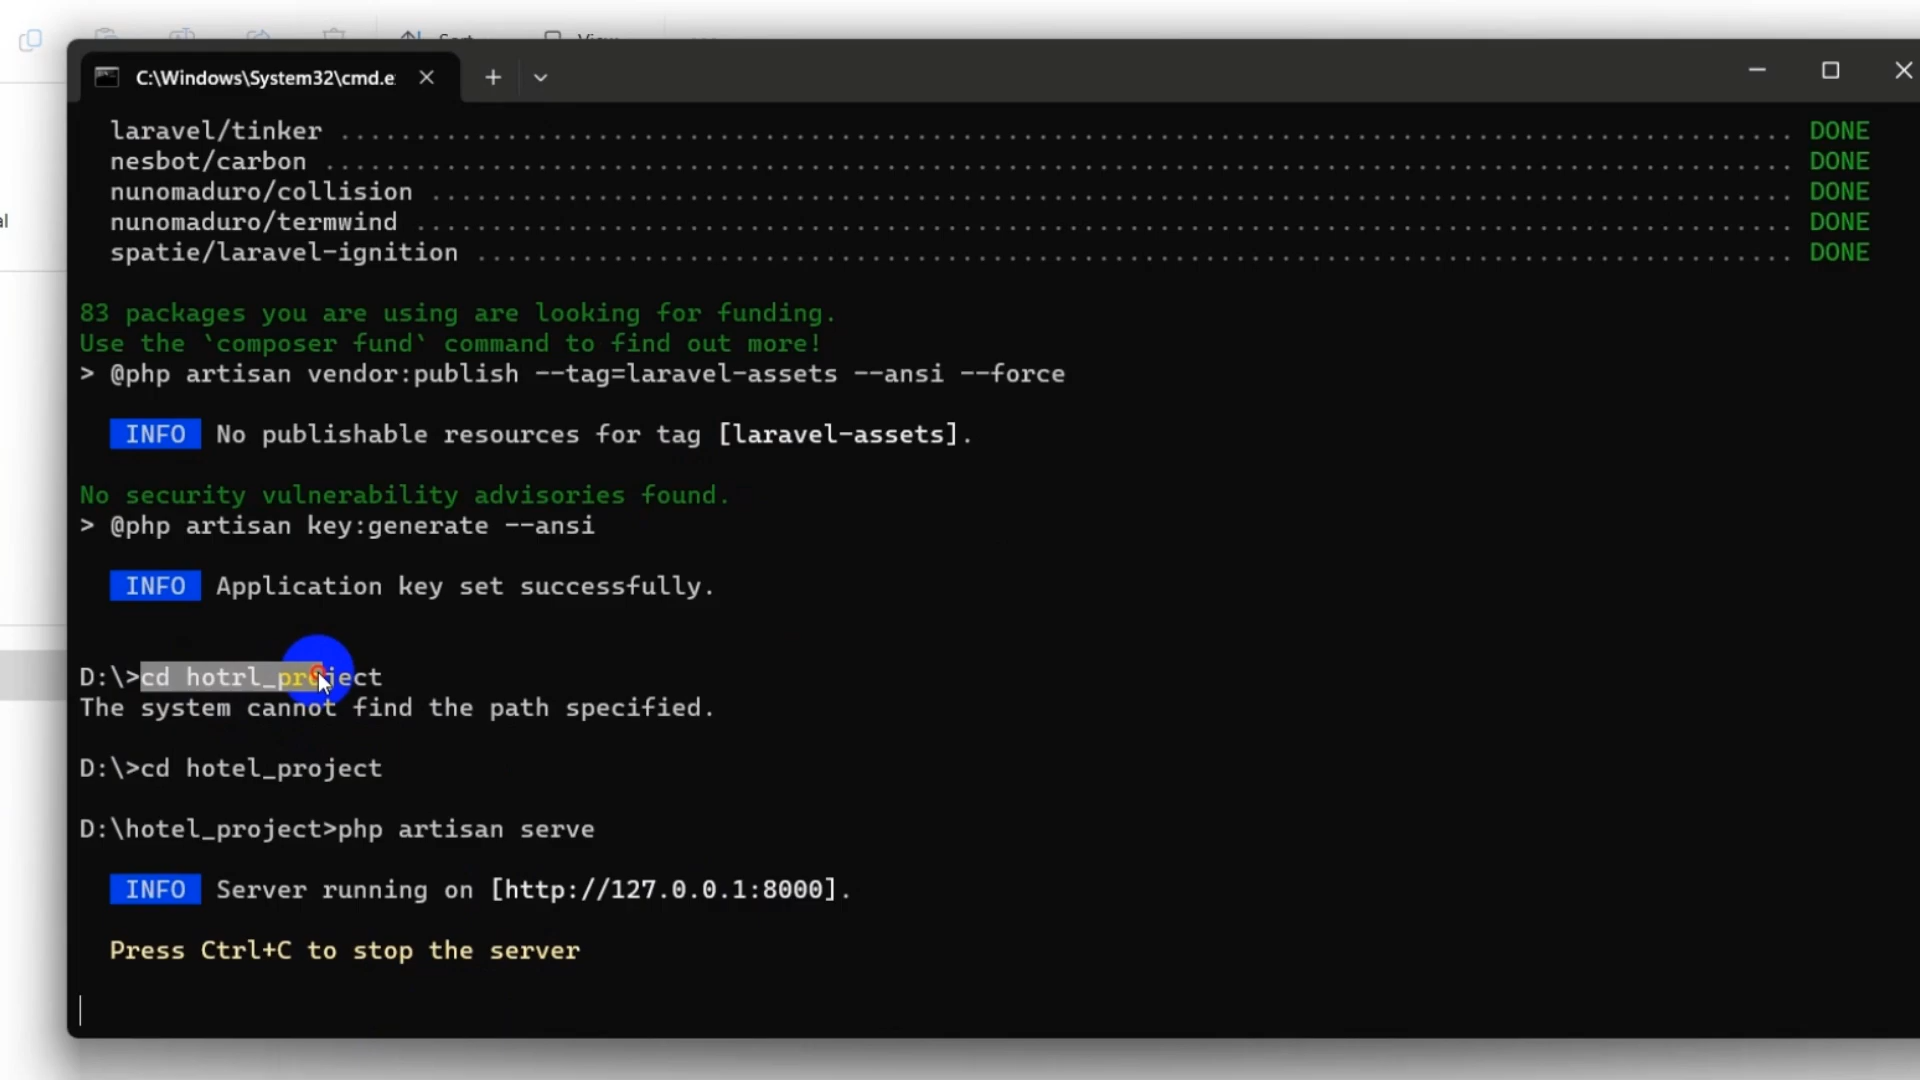 Sort
View
C:\Windows\System32\cmd.e
laravel/tinker ................................................................................ DONE
nesbot/carbon ................................................................................. DONE
nunomaduro/collision .......................................................................... DONE
nunomaduro/termwind ........................................................................... DONE
spatie/laravel-ignition ....................................................................... DONE
83 packages you are using are looking for funding.
Use the `composer fund` command to find out more!
> @php artisan vendor:publish --tag=laravel-assets --ansi --force
INFO No publishable resources for tag [laravel-assets].
No security vulnerability advisories found.
> @php artisan key:generate --ansi
INFO Application key set successfully.
D:\>cd hotrl_project
The system cannot find the path specified.
D:\>cd hotel_project
D:\hotel_project>php artisan serve
INFO Server running on [http://127.0.0.1:8000].
Press Ctrl+C to stop the server